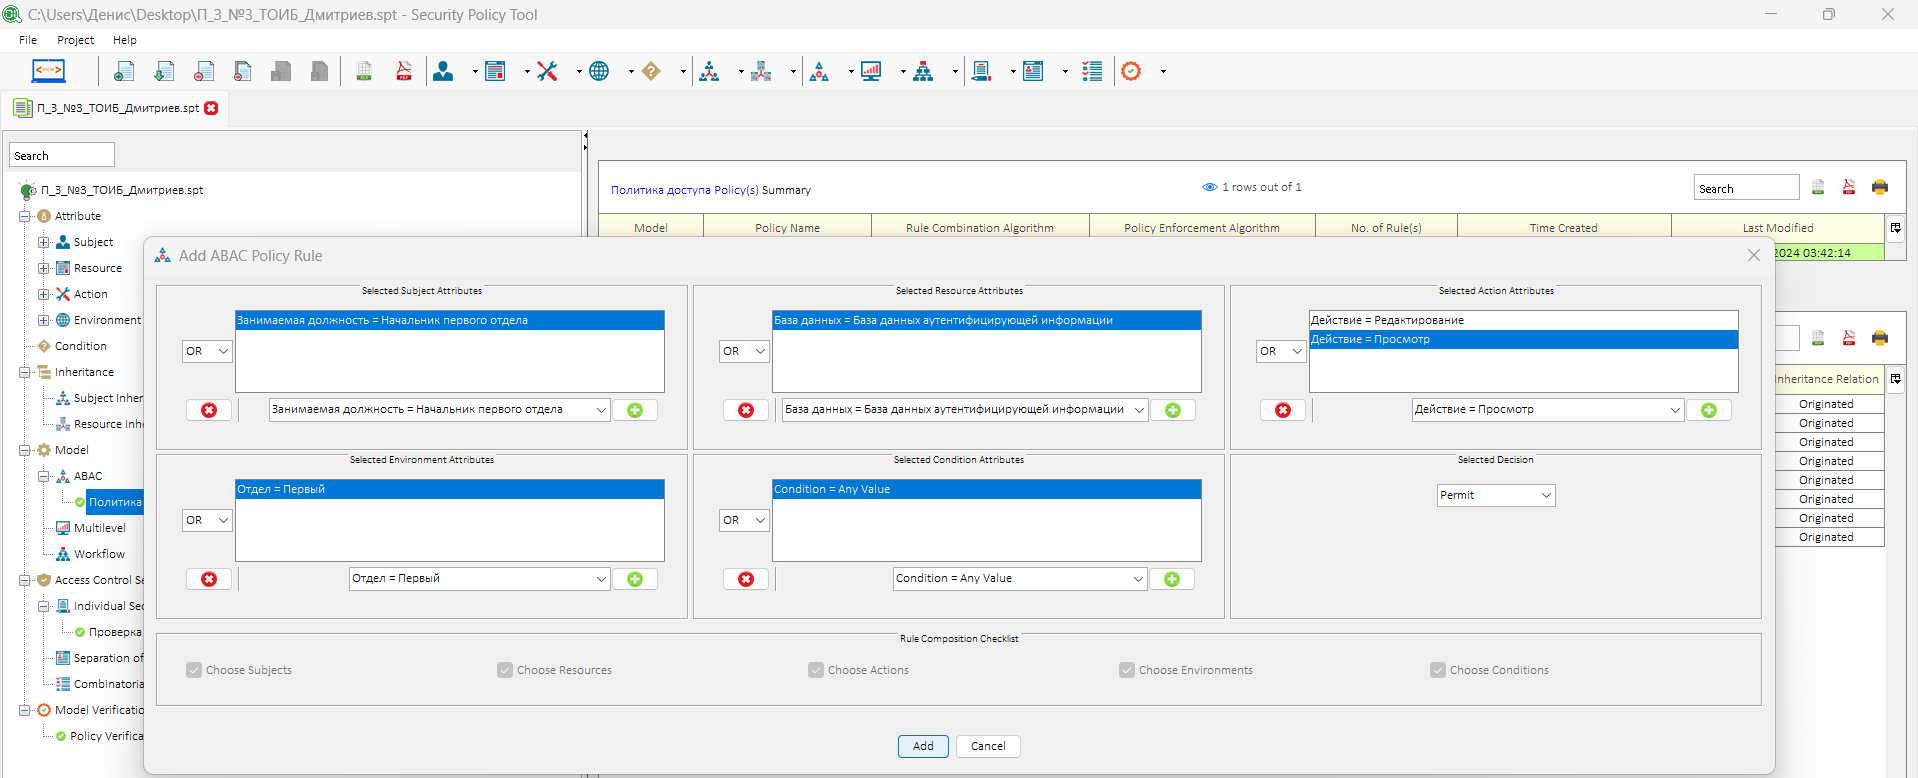 C:\Users\Денис\Desktop\П_З_№3_ТОИБ_Дмитриев.spt - Security Policy Tool
File Project Help
П_З_№3_ТОИБ_Дмитриев.spt
Search
П_З_№3_ТОИБ_Дмитриев.spt
Attribute
Subject
Resource
Action
Environment
Condition
Inheritance
Subject Inher
Resource Inh
Model
ABAC
Политика
Multilevel
Workflow
Access Control Se
Individual Sec
Проверка
Separation of
Combinatoria
Model Verificatio
Policy Verifica
Политика доступа Policy(s) Summary
1 rows out of 1
Search
Model Policy Name Rule Combination Algorithm Policy Enforcement Algorithm No. of Rule(s) Time Created Last Modified
2024 03:42:14
Inheritance Relation
Originated
Originated
Originated
Originated
Originated
Originated
Originated
Originated
Add ABAC Policy Rule
Selected Subject Attributes
Занимаемая должность = Начальник первого отдела
OR
Занимаемая должность = Начальник первого отдела
Selected Resource Attributes
База данных = База данных аутентифицирующей информации
OR
База данных = База данных аутентифицирующей информации
Selected Action Attributes
Действие = Редактирование
Действие = Просмотр
OR
Действие = Просмотр
Selected Environment Attributes
Отдел = Первый
OR
Отдел = Первый
Selected Condition Attributes
Condition = Any Value
OR
Condition = Any Value
Selected Decision
Permit
Rule Composition Checklist
Choose Subjects Choose Resources Choose Actions Choose Environments Choose Conditions
Add Cancel